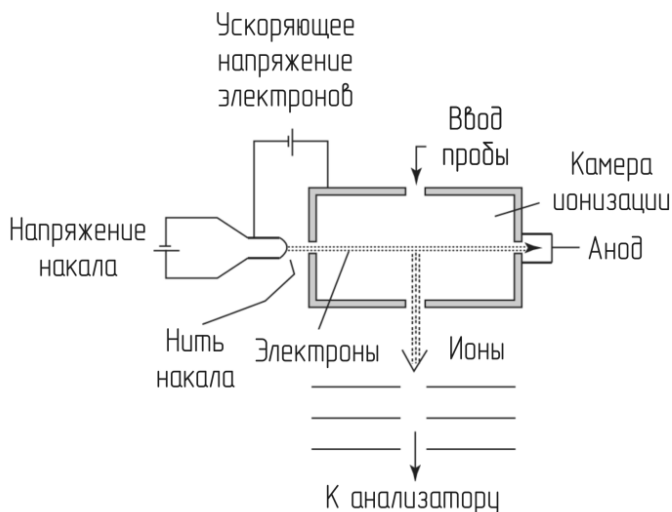 Ускоряющее
напряжение
электронов
Ввод
пробы
Камера
ионизации
Напряжение
накала
Анод
Нить
накала
Электроны
Ионы
К анализатору